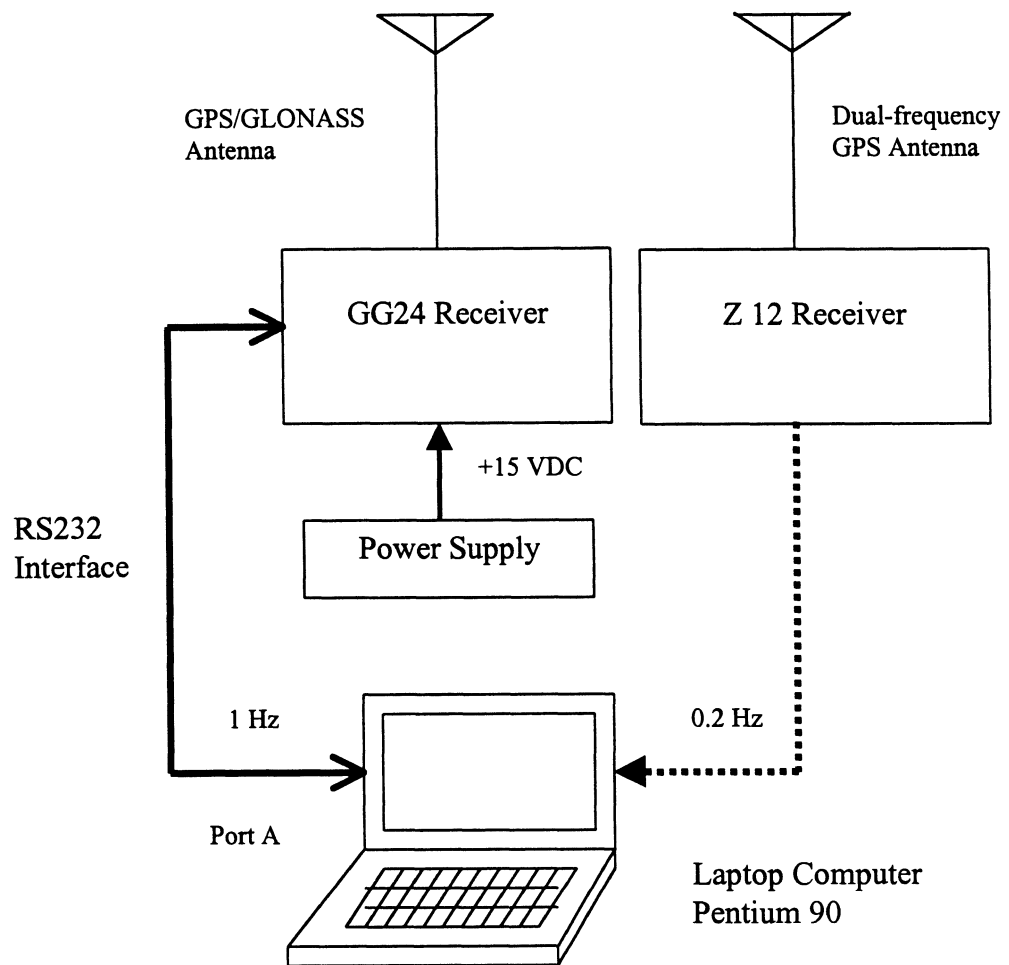 GPS/GLONASS
Antenna
Dual-frequency
GPS Antenna
GG24 Receiver
Z 12 Receiver
+15 VDC
Power Supply
RS232
Interface
1 Hz
0.2 Hz
Port A
Laptop Computer
Pentium 90